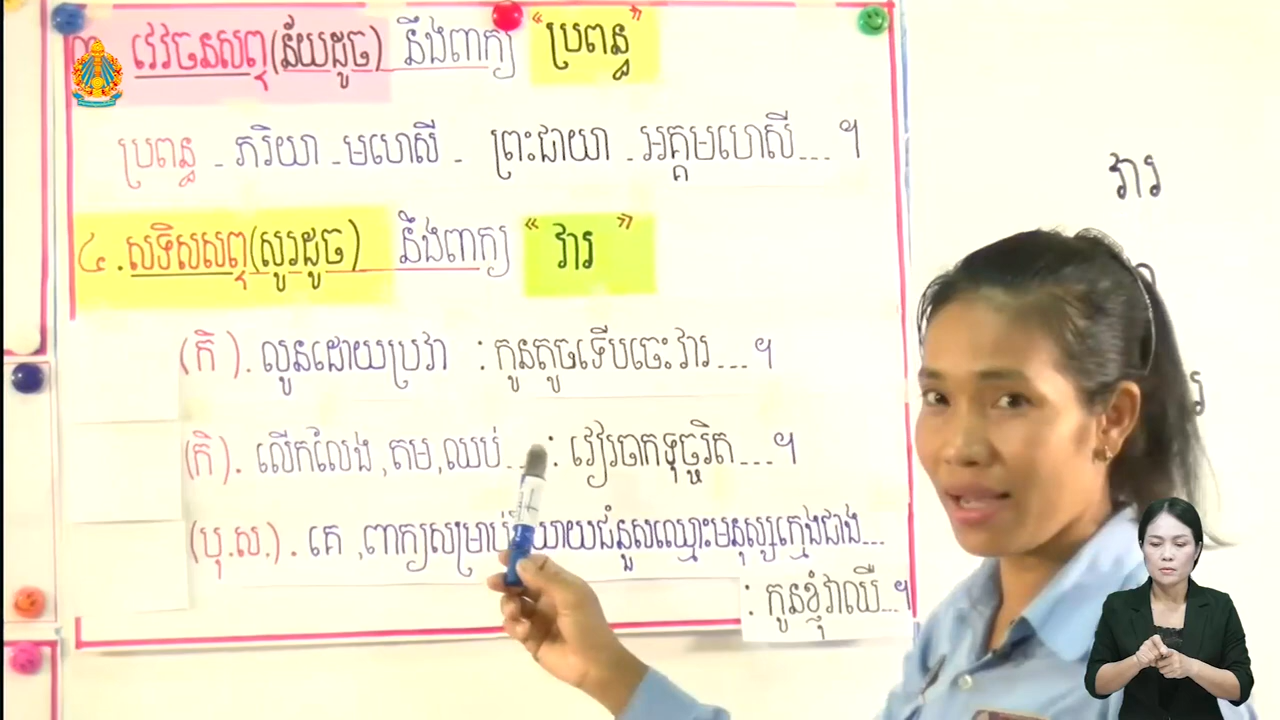 ៣. វេវចនសព្ទ(ន័យដូច) នឹងពាក្យ “ប្រពន្ធ”
ប្រពន្ធ - ភរិយា - មហេសី - ព្រះជាយា - អគ្គមហេសី...។
៤. សទិសសព្ទ(សូរដូច) នឹងពាក្យ “វារ”
(កិ). លូនដោយប្រវា : កូនតូចទើបចេះវារ...។
(កិ). លើកលែង,តម,ឈប់... : វៀរចាកទុច្ចរិត...។
(បុ.ស.). គេ ,ពាក្យសម្រាប់ និយាយជំនួសឈ្មោះមនុស្សក្មេងជាង...
: កូនខ្ញុំវាឈឺ...។
វារ